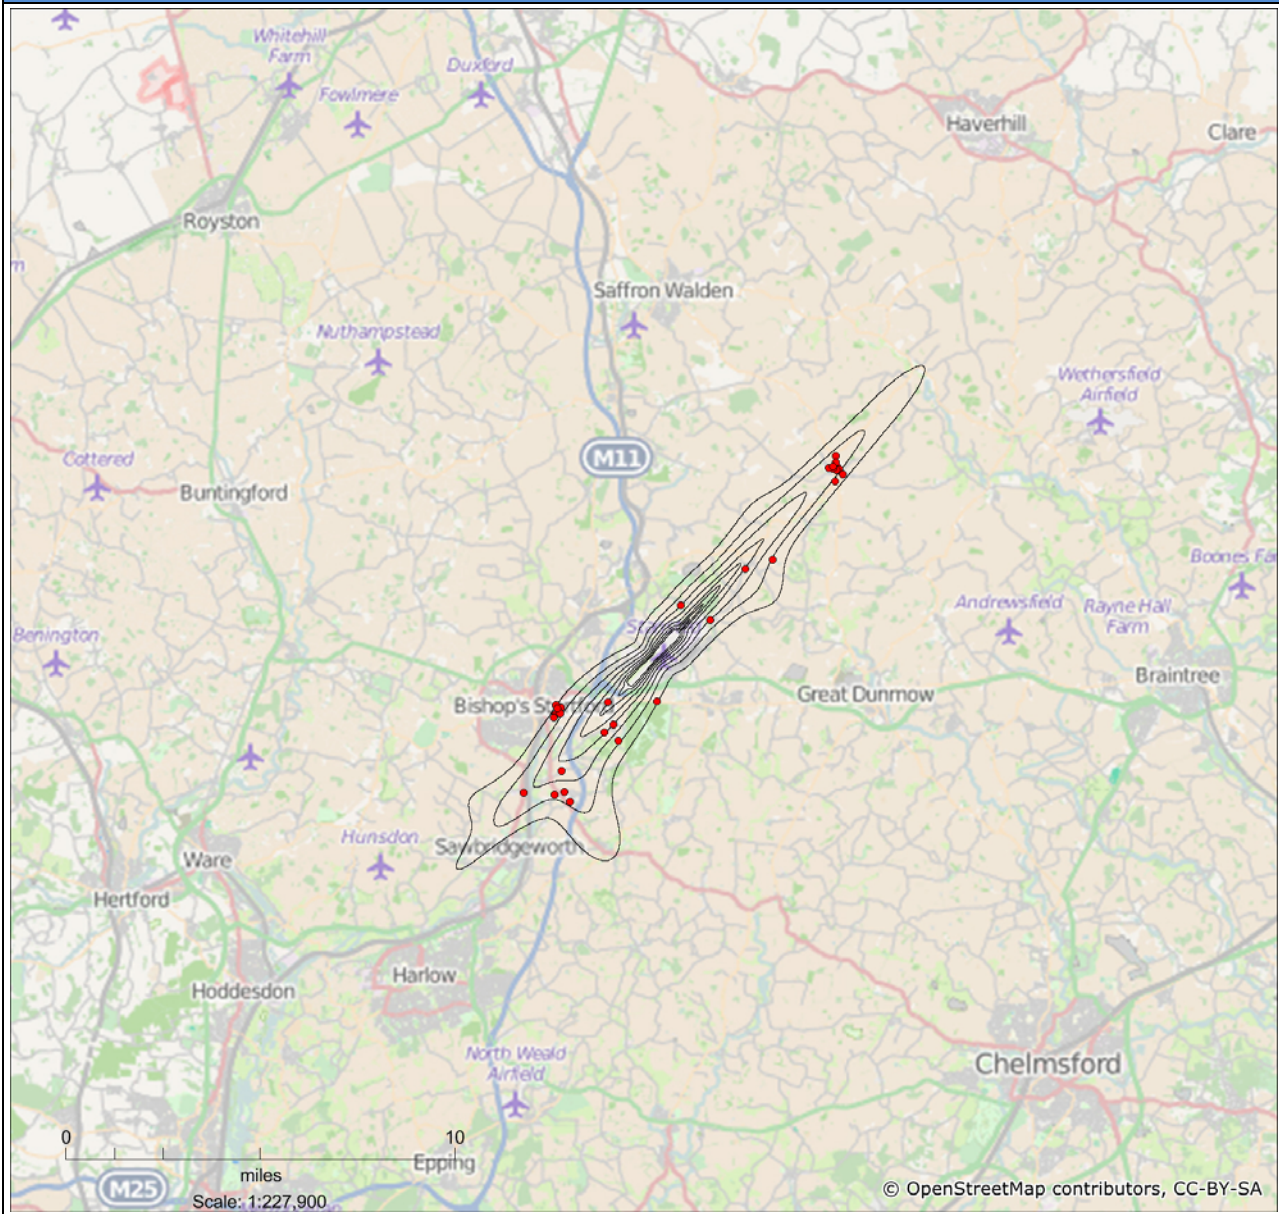 Whitehill
Farm
Duxford
Fowlmere
Haverhill
Clare
Royston
m
Saffron Walden
Nuthampstead
Wethersfield
Airfield
M11
Cottered
Buntingford
Boones Fa
Andrewsfield
Rayne Hall
Farm
Benington
Braintree
Great Dunmow
Bishop's Stortford
Hunsdon
Sawbridgeworth
Ware
Hertford
Harlow
Hoddesdon
North Weald
Airfield
Chelmsford
0
10
miles
Epping
M25
Scale: 1:227,900
© OpenStreetMap contributors, CC-BY-SA